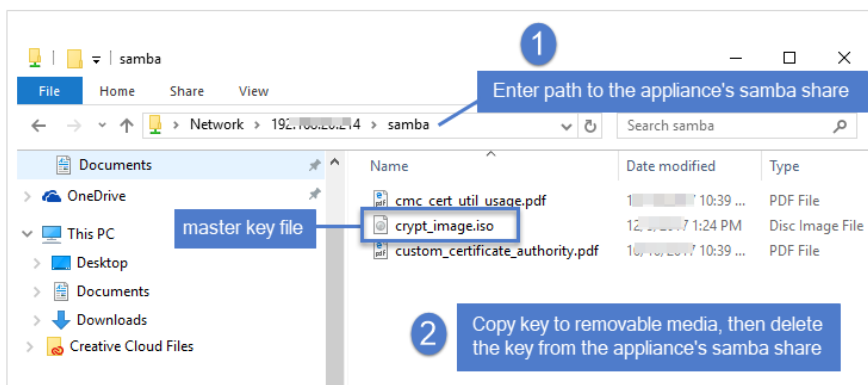 samba
1
File Home Share View
Enter path to the appliance's samba share
Network > samba
Search samba
Documents
Name Date modified Type
OneDrive
cmc_cert_util_usage.pdf 10:39 ... PDF File
master key file
This PC
crypt_image.iso 1:24 PM Disc Image File
custom_certificate_authority.pdf 10:39 ... PDF File
Desktop
Documents
Downloads
Creative Cloud Files
2
Copy key to removable media, then delete
the key from the appliance's samba share